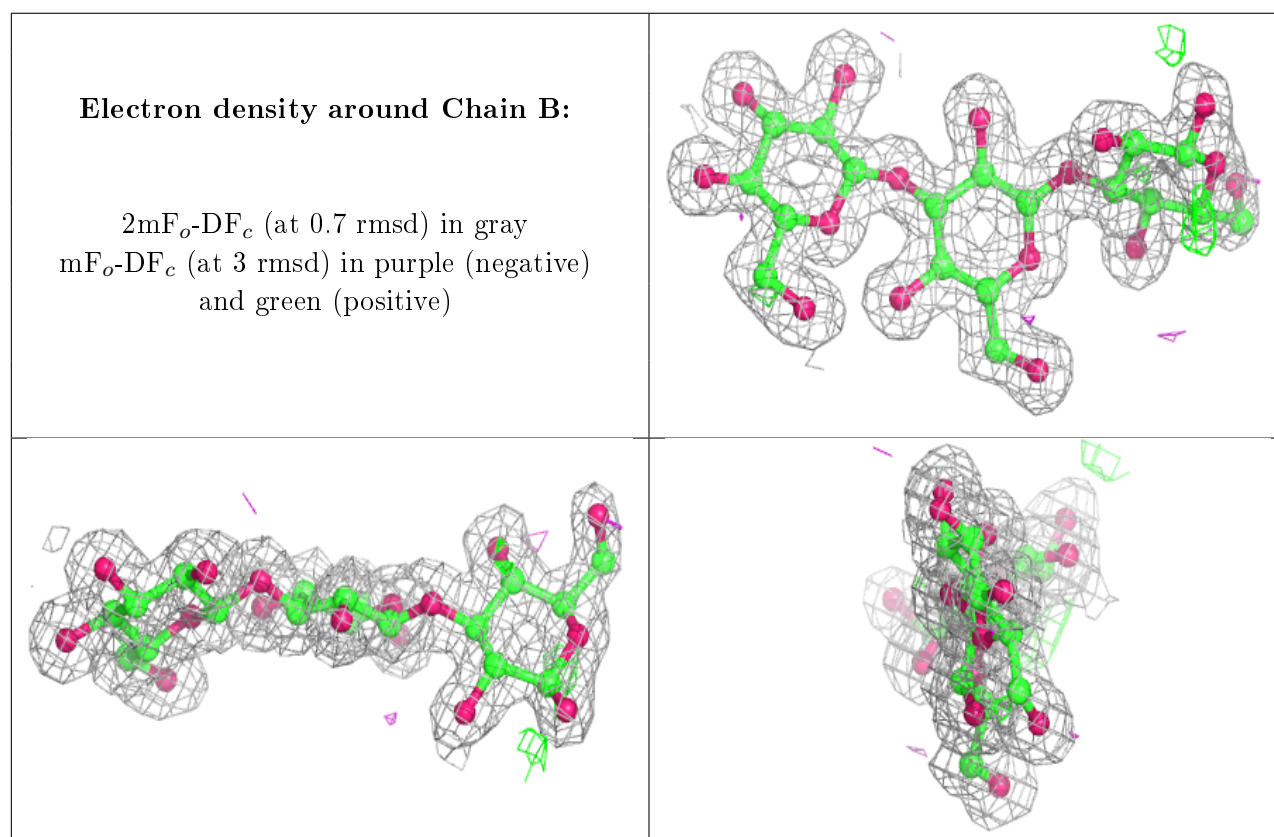 Electron density around Chain B:
2mFₒ-DF𝒸 (at 0.7 rmsd) in gray
mFₒ-DF𝒸 (at 3 rmsd) in purple (negative)
and green (positive)